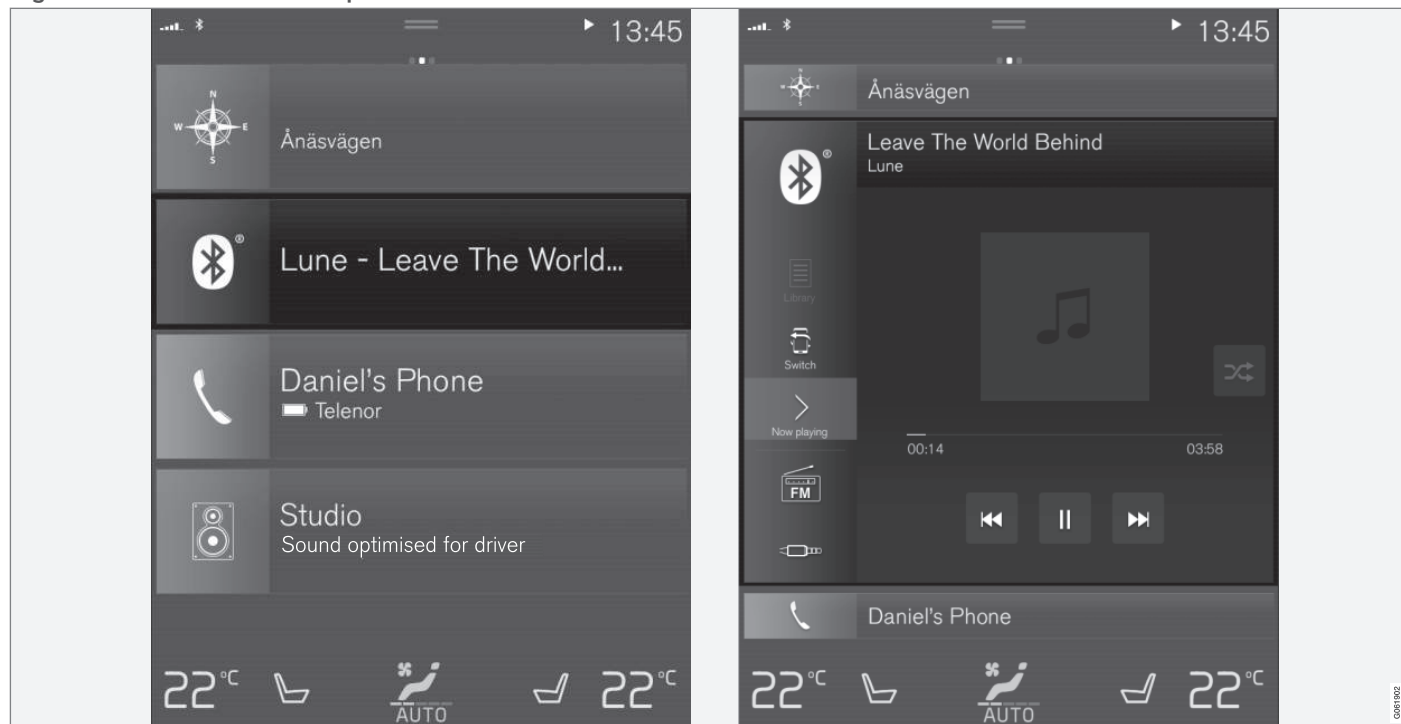 13:45
N
W E
S
Ånäsvägen
®
Lune - Leave The World...
Daniel's Phone
Telenor
Studio
Sound optimised for driver
22°C
AUTO
22°C
13:45
N
W E
S
Ånäsvägen
®
Leave The World Behind
Lune
Library
Switch
Now playing
00:14 03:58
FM
Daniel's Phone
22°C
AUTO
22°C
G061902